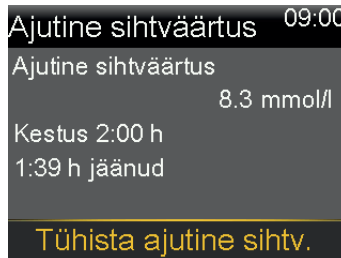 Ajutine sihtväärtus 09:00
Ajutine sihtväärtus
8.3 mmol/l
Kestus 2:00 h
1:39 h jäänud
Tühista ajutine sihtv.